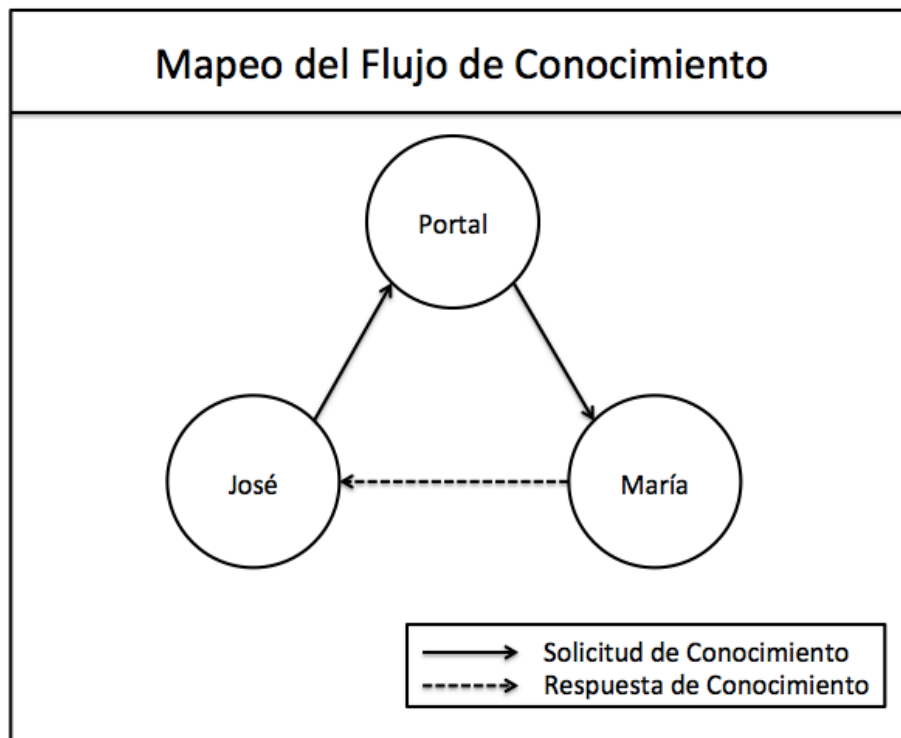 Mapeo del Flujo de Conocimiento
Portal
José
María
Solicitud de Conocimiento
Respuesta de Conocimiento